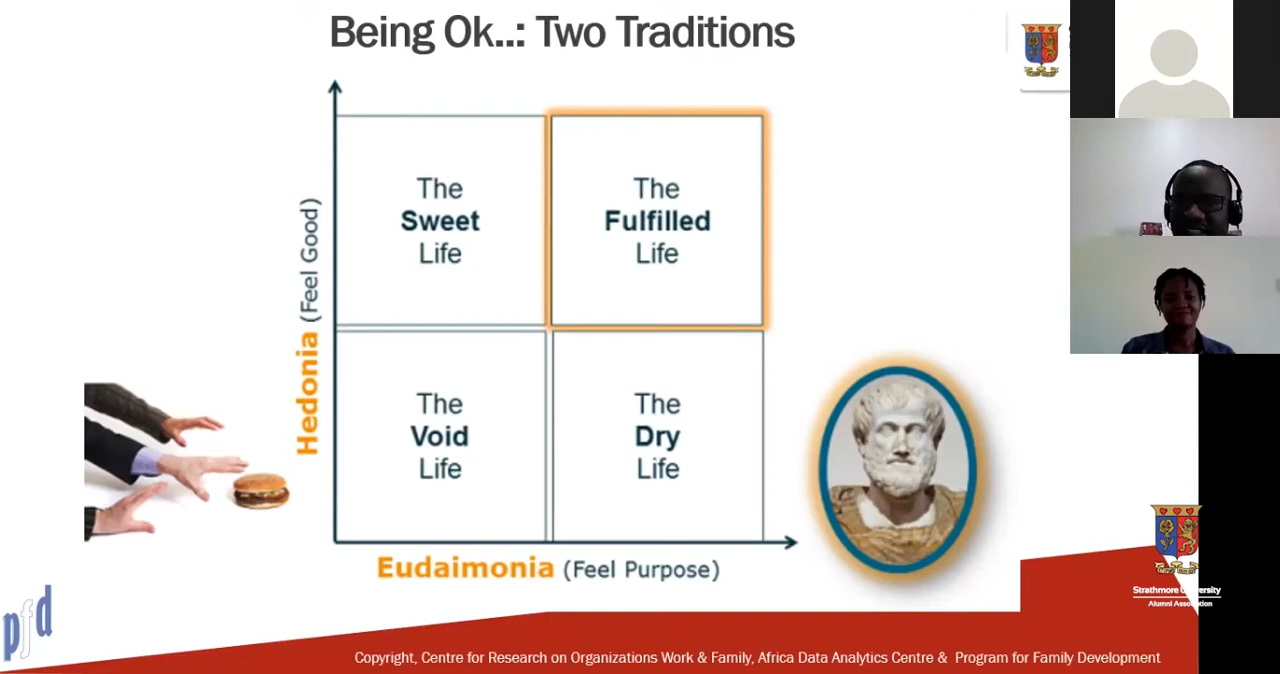 Being Ok..: Two Traditions
Hedonia (Feel Good)
The
Sweet
Life
The
Fulfilled
Life
The
Void
Life
The
Dry
Life
Eudaimonia (Feel Purpose)
pfd
Strathmore University
Alumni Association
Copyright, Centre for Research on Organizations Work & Family, Africa Data Analytics Centre & Program for Family Development